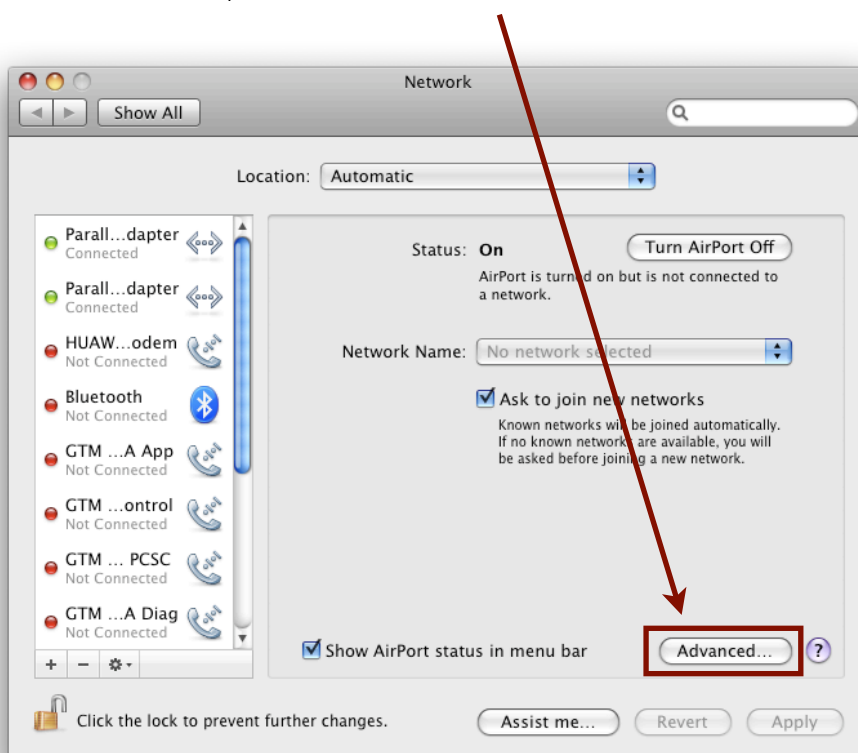 Network
Show All
Location: Automatic
Parall...dapter
Connected
Parall...dapter
Connected
HUAW...odem
Not Connected
Bluetooth
Not Connected
GTM ...A App
Not Connected
GTM ...ontrol
Not Connected
GTM ... PCSC
Not Connected
GTM ...A Diag
Not Connected
Status: On
Turn AirPort Off
AirPort is turned on but is not connected to
a network.
Network Name: No network selected
Ask to join new networks
Known networks will be joined automatically.
If no known networks are available, you will
be asked before joining a new network.
Show AirPort status in menu bar
Advanced...
?
Click the lock to prevent further changes.
Assist me...
Revert
Apply